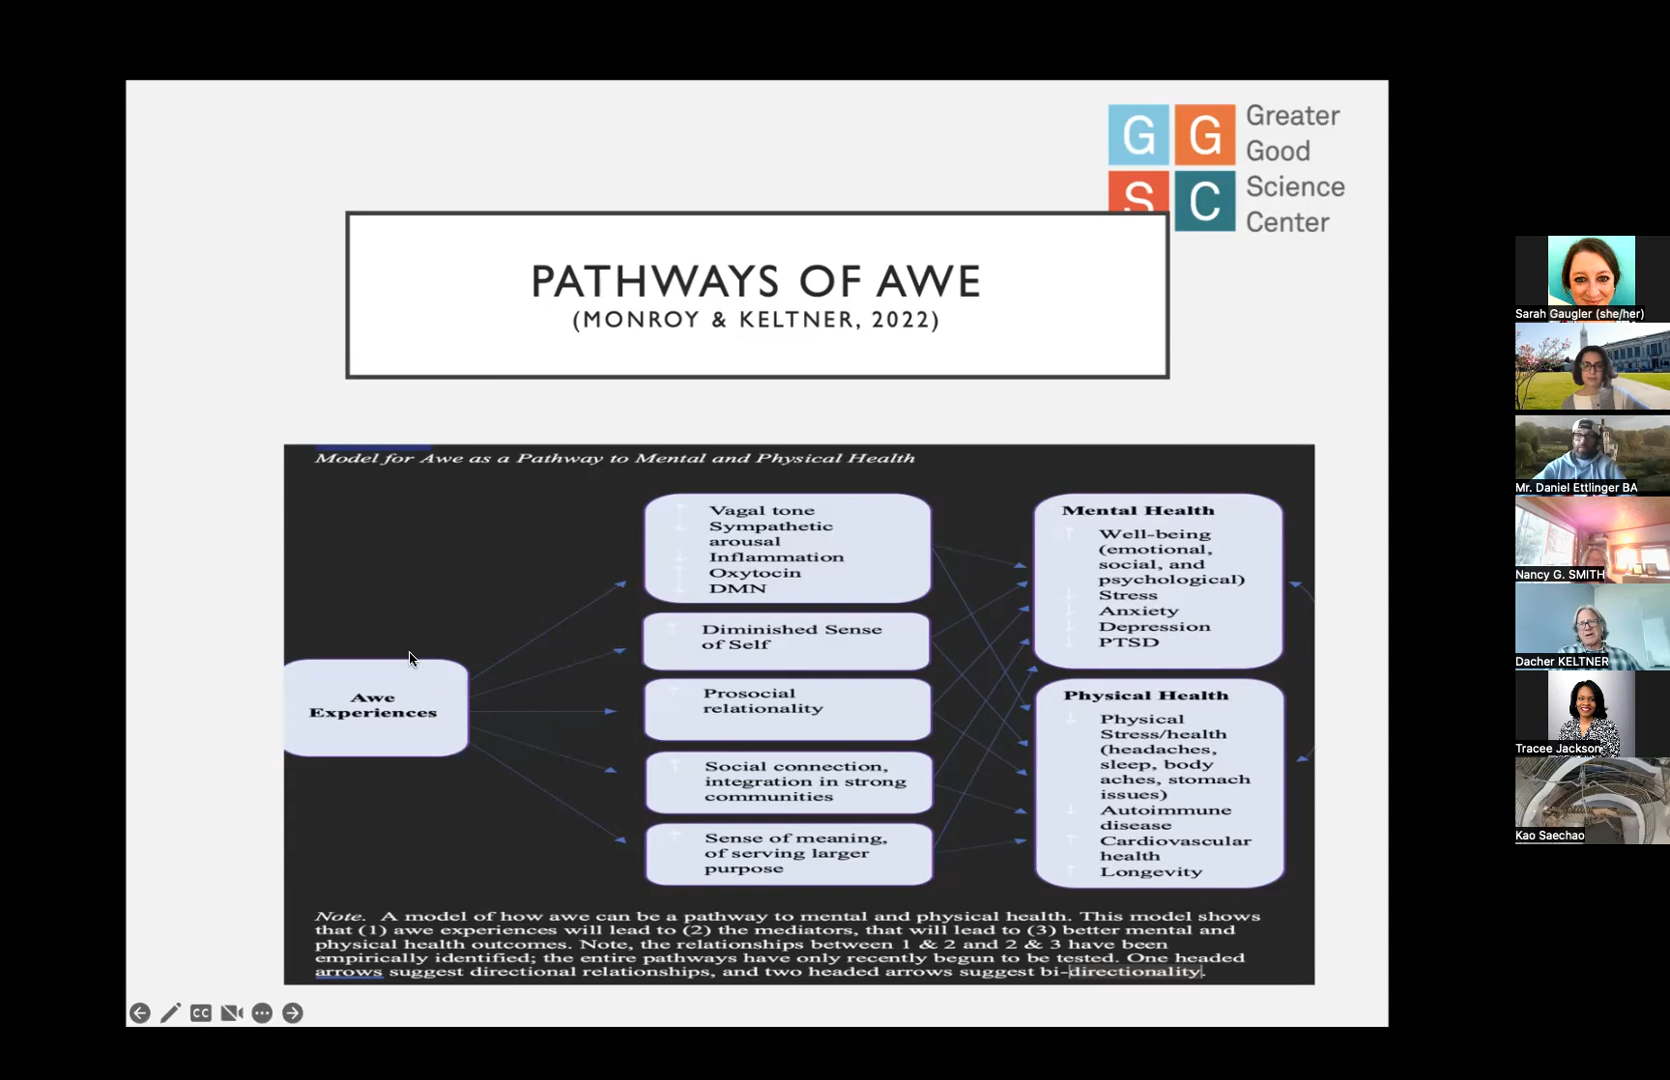 G G
S C
Greater
Good
Science
Center
PATHWAYS OF AWE
(MONROY & KELTNER, 2022)
Model for Awe as a Pathway to Mental and Physical Health
Awe
Experiences
↑ Vagal tone
↓ Sympathetic
arousal
↓ Inflammation
↑ Oxytocin
↓ DMN
↑ Diminished Sense
of Self
↑ Prosocial
relationality
↑ Social connection,
integration in strong
communities
↑ Sense of meaning,
of serving larger
purpose
Mental Health
↑ Well-being
(emotional,
social, and
psychological)
↓ Stress
↓ Anxiety
↓ Depression
↓ PTSD
Physical Health
↓ Physical
Stress/health
(headaches,
sleep, body
aches, stomach
issues)
↓ Autoimmune
disease
↑ Cardiovascular
health
↑ Longevity
Note. A model of how awe can be a pathway to mental and physical health. This model shows
that (1) awe experiences will lead to (2) the mediators, that will lead to (3) better mental and
physical health outcomes. Note, the relationships between 1 & 2 and 2 & 3 have been
empirically identified; the entire pathways have only recently begun to be tested. One headed
arrows suggest directional relationships, and two headed arrows suggest bi-directionality.
CC
Sarah Gaugler (she/her)
Mr. Daniel Ettlinger BA
Nancy G. SMITH
Dacher KELTNER
Tracee Jackson
Kao Saechao